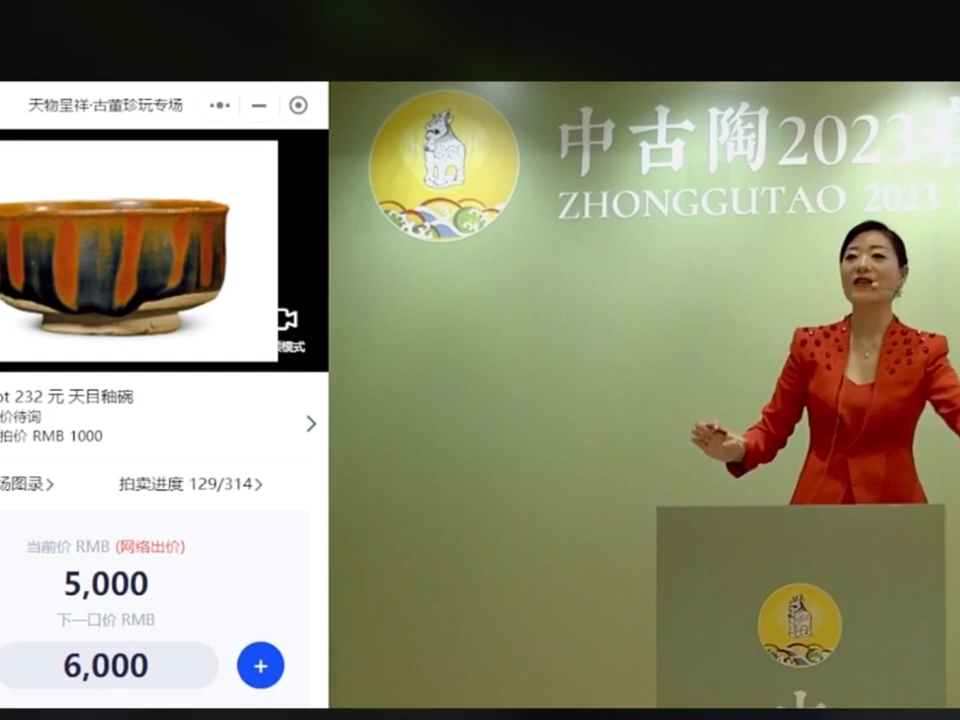 天物呈祥·古董珍玩专场
模式
232 元 天目釉碗
价待询
拍价 RMB 1000
场图录>
拍卖进度 129/314>
当前价 RMB (网络出价)
5,000
下一口价 RMB
6,000
+
中古陶2023春
ZHONGGUTAO 2023 S